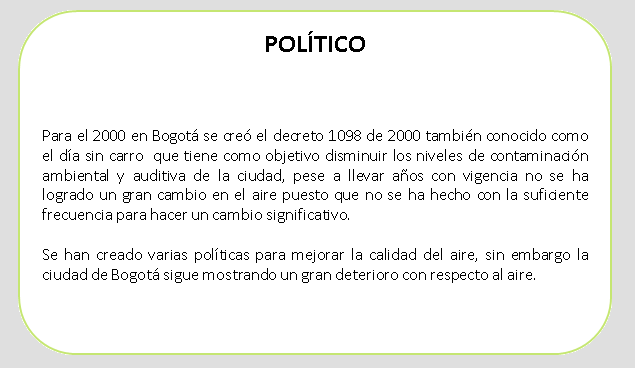 POLÍTICO
Para el 2000 en Bogotá se creó el decreto 1098 de 2000 también conocido como
el día sin carro que tiene como objetivo disminuir los niveles de contaminación
ambiental y auditiva de la ciudad, pese a llevar años con vigencia no se ha
logrado un gran cambio en el aire puesto que no se ha hecho con la suficiente
frecuencia para hacer un cambio significativo.
Se han creado varias políticas para mejorar la calidad del aire, sin embargo la
ciudad de Bogotá sigue mostrando un gran deterioro con respecto al aire.